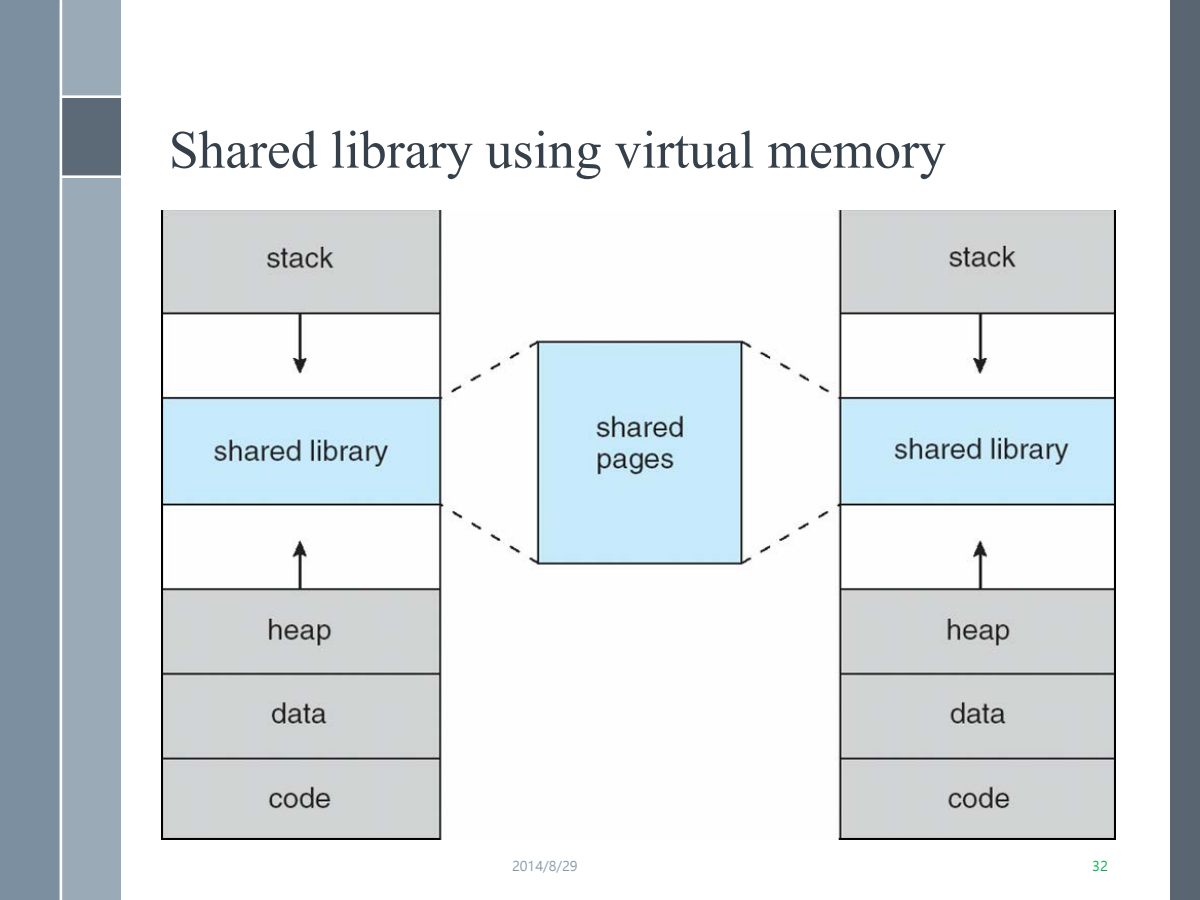 Shared library using virtual memory
stack
shared library
heap
data
code
shared
pages
stack
shared library
heap
data
code
2014/8/29
32